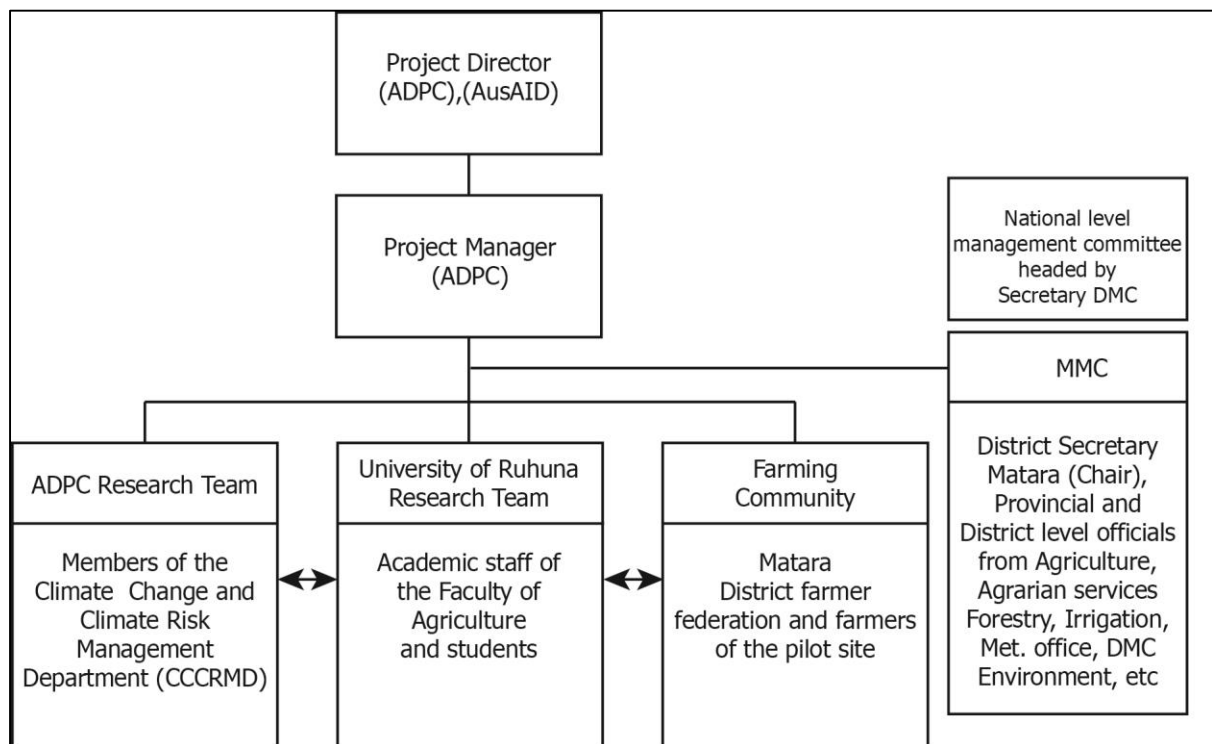 Project Director
(ADPC),(AusAID)
Project Manager
(ADPC)
National level
management committee
headed by
Secretary DMC
MMC
District Secretary
Matara (Chair),
Provincial and
District level officials
from Agriculture,
Agrarian services
Forestry, Irrigation,
Met. office, DMC
Environment, etc
ADPC Research Team
Members of the
Climate Change and
Climate Risk
Management
Department (CCCRMD)
University of Ruhuna
Research Team
Academic staff of
the Faculty of
Agriculture
and students
Farming
Community
Matara
District farmer
federation and farmers
of the pilot site